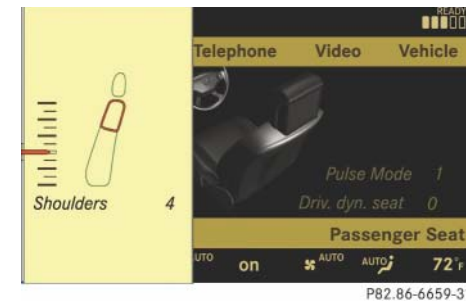 READY
Telephone Video Vehicle
Pulse Mode 1
Shoulders 4
Driv. dyn. seat 0
Passenger Seat
AUTO on AUTO AUTO 72°F
P82.86-6659-3